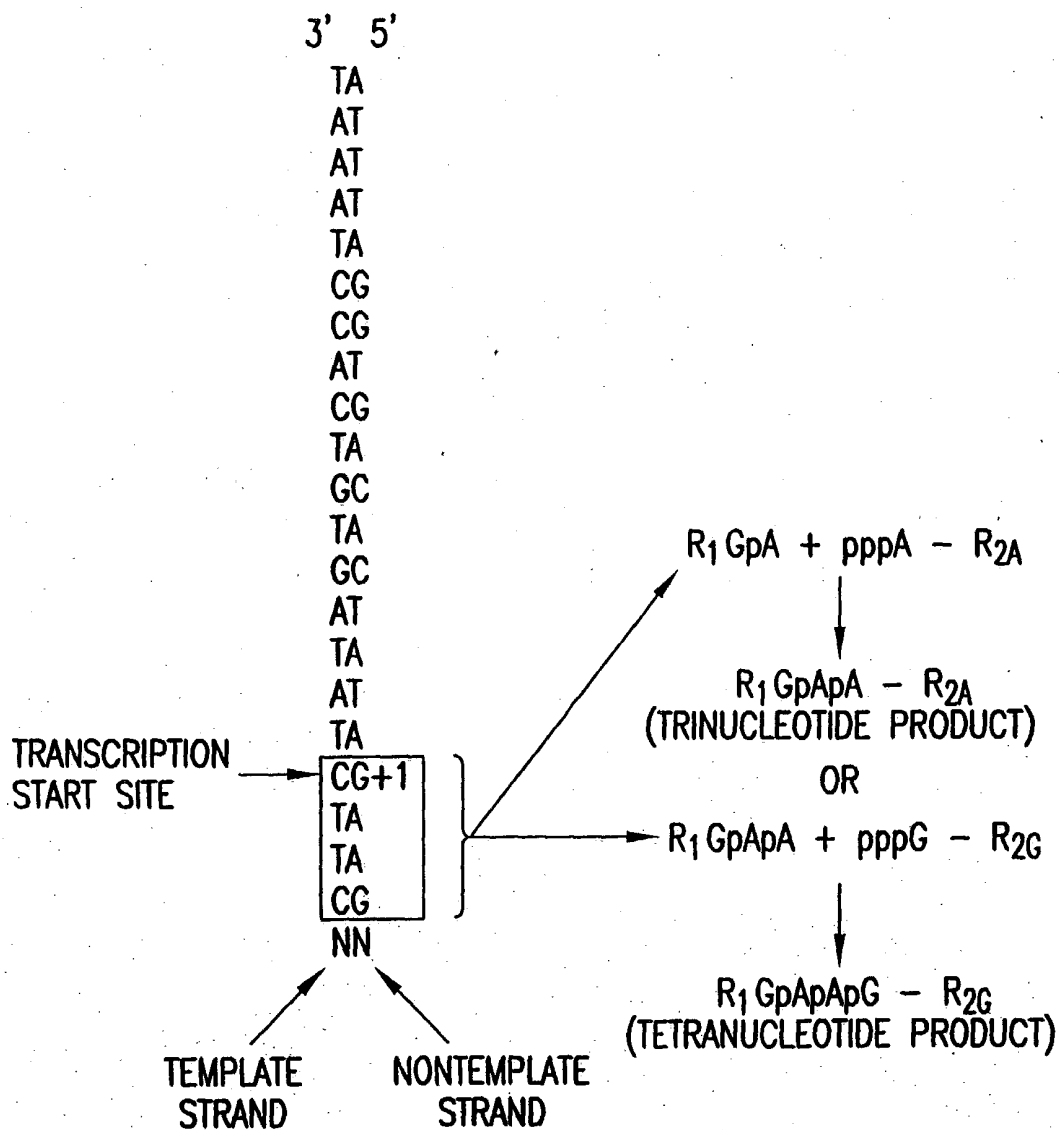 3' 5'
TA
AT
AT
AT
TA
CG
CG
AT
CG
TA
GC
TA
GC
AT
TA
AT
TA
TRANSCRIPTION
START SITE
CG+1
TA
TA
CG
NN
TEMPLATE
STRAND
NONTEMPLATE
STRAND
R1 GpA + pppA – R2A
R1 GpApA – R2A
(TRINUCLEOTIDE PRODUCT)
OR
R1 GpApA + pppG – R2G
R1 GpApApG – R2G
(TETRANUCLEOTIDE PRODUCT)